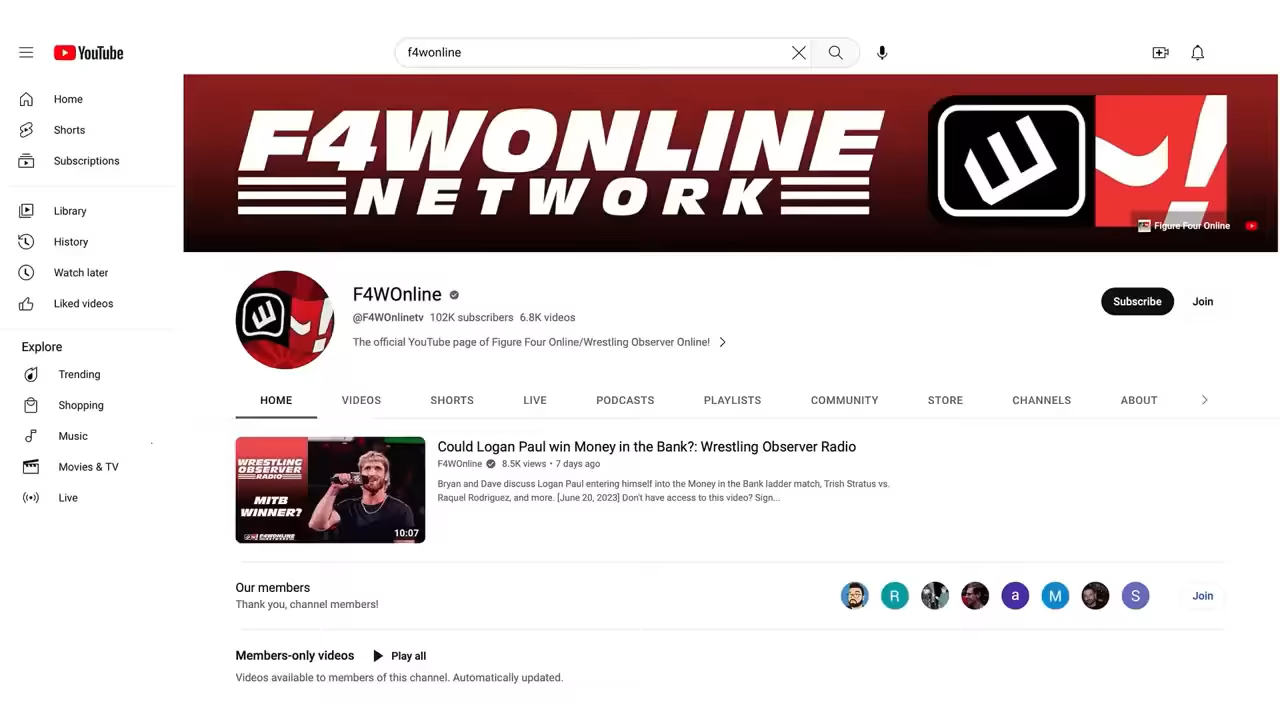 YouTube
f4wonline
Home
Shorts
Subscriptions
Library
History
Watch later
Liked videos
Explore
Trending
Shopping
Music
Movies & TV
Live
F4WONLINE
NETWORK
Figure Four Online
F4WOnline
@F4WOnlinetv 102K subscribers 6.8K videos
The official YouTube page of Figure Four Online/Wrestling Observer Online!
Subscribe
Join
HOME VIDEOS SHORTS LIVE PODCASTS PLAYLISTS COMMUNITY STORE CHANNELS ABOUT
WRESTLING
OBSERVER
RADIO
MITB
WINNER?
F4WONLINE
NETWORK
10:07
Could Logan Paul win Money in the Bank?: Wrestling Observer Radio
F4WOnline 8.5K views • 7 days ago
Bryan and Dave discuss Logan Paul entering himself into the Money in the Bank ladder match, Trish Stratus vs.
Raquel Rodriguez, and more. [June 20, 2023] Don't have access to this video? Sign...
Our members
Thank you, channel members!
R a M S
Join
Members-only videos Play all
Videos available to members of this channel. Automatically updated.